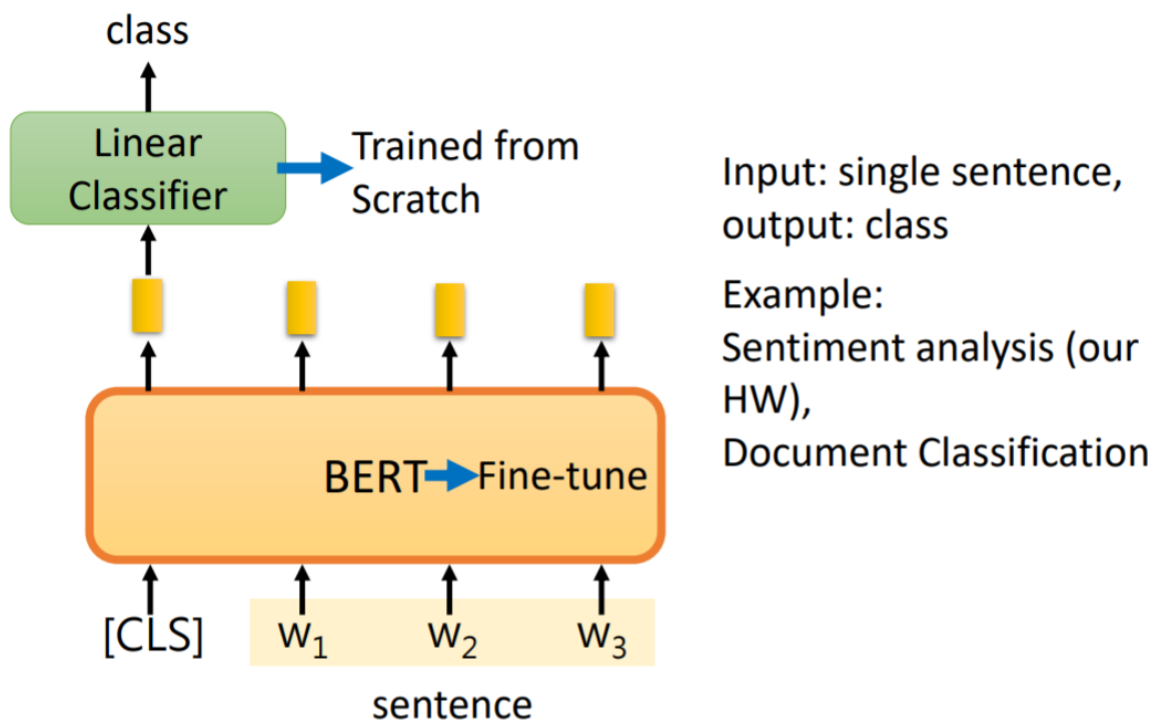 class
Linear
Classifier
Trained from
Scratch
BERT
Fine-tune
[CLS]
w1
w2
w3
sentence
Input: single sentence,
output: class
Example:
Sentiment analysis (our
HW),
Document Classification